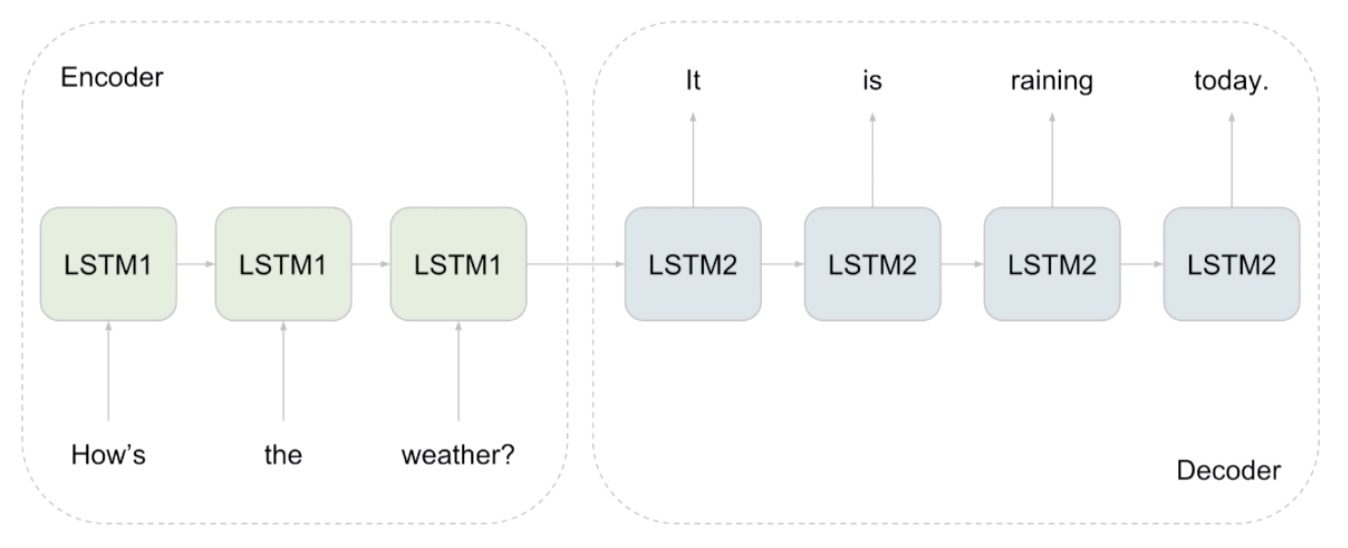 Encoder
It is raining today.
LSTM1 LSTM1 LSTM1 LSTM2 LSTM2 LSTM2 LSTM2
How’s the weather?
Decoder